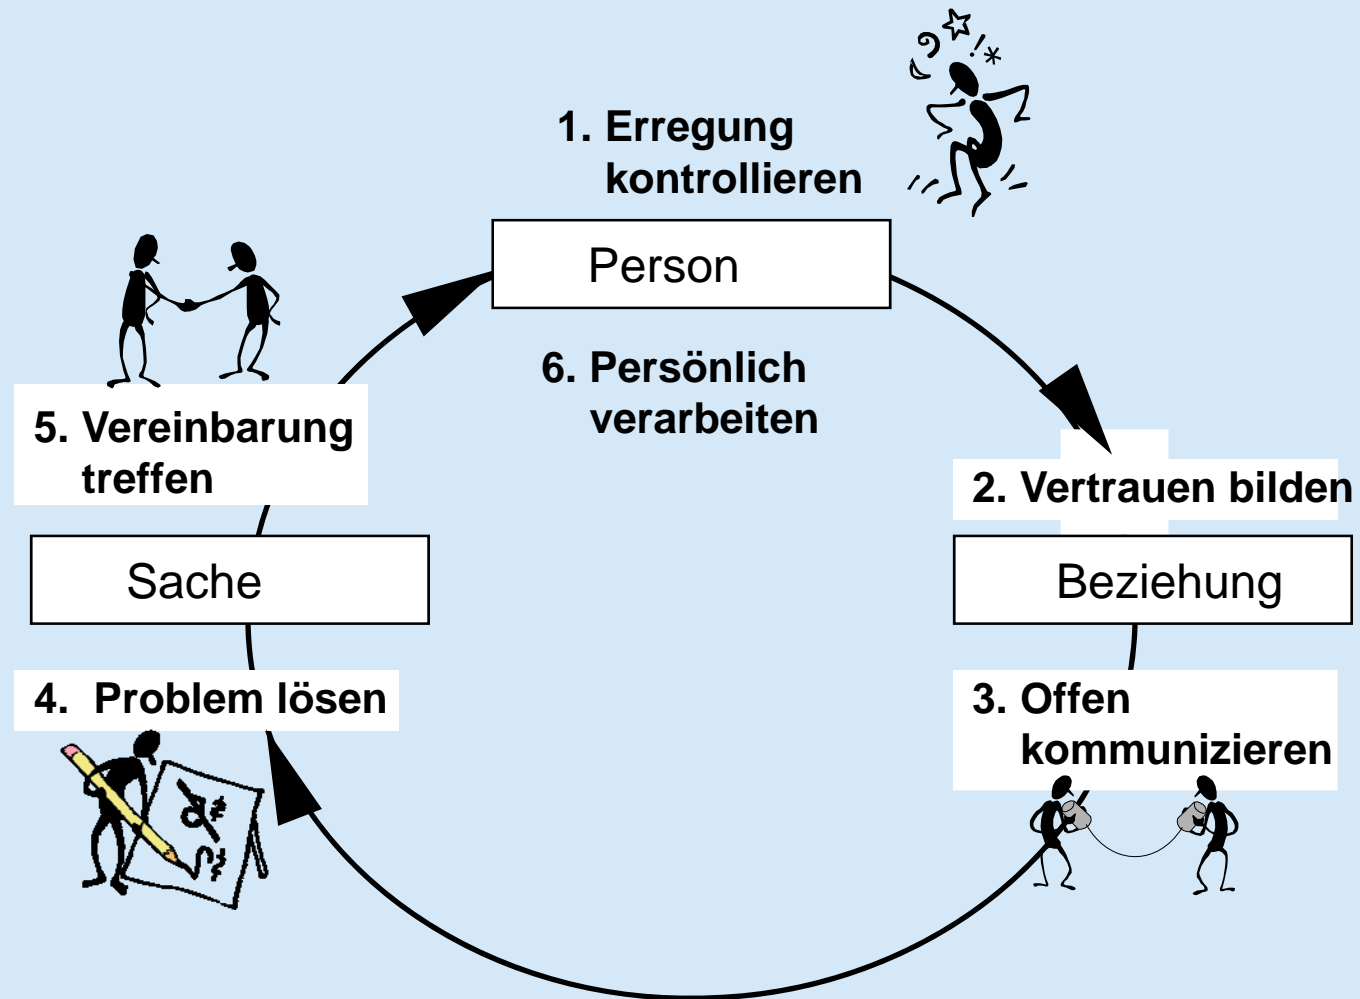 1. Erregung
kontrollieren
Person
6. Persönlich
verarbeiten
5. Vereinbarung
treffen
2. Vertrauen bilden
Sache
Beziehung
4. Problem lösen
3. Offen
kommunizieren